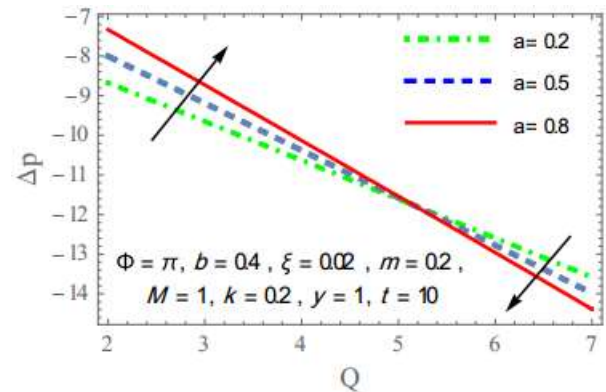 −7
−8
−9
−10
−11
−12
−13
−14
Δp
a= 0.2
a= 0.5
a= 0.8
Φ = π, b = 0.4 , ξ = 0.02 , m = 0.2 ,
M = 1, k = 0.2 , y = 1, t = 10
2 3 4 5 6 7
Q